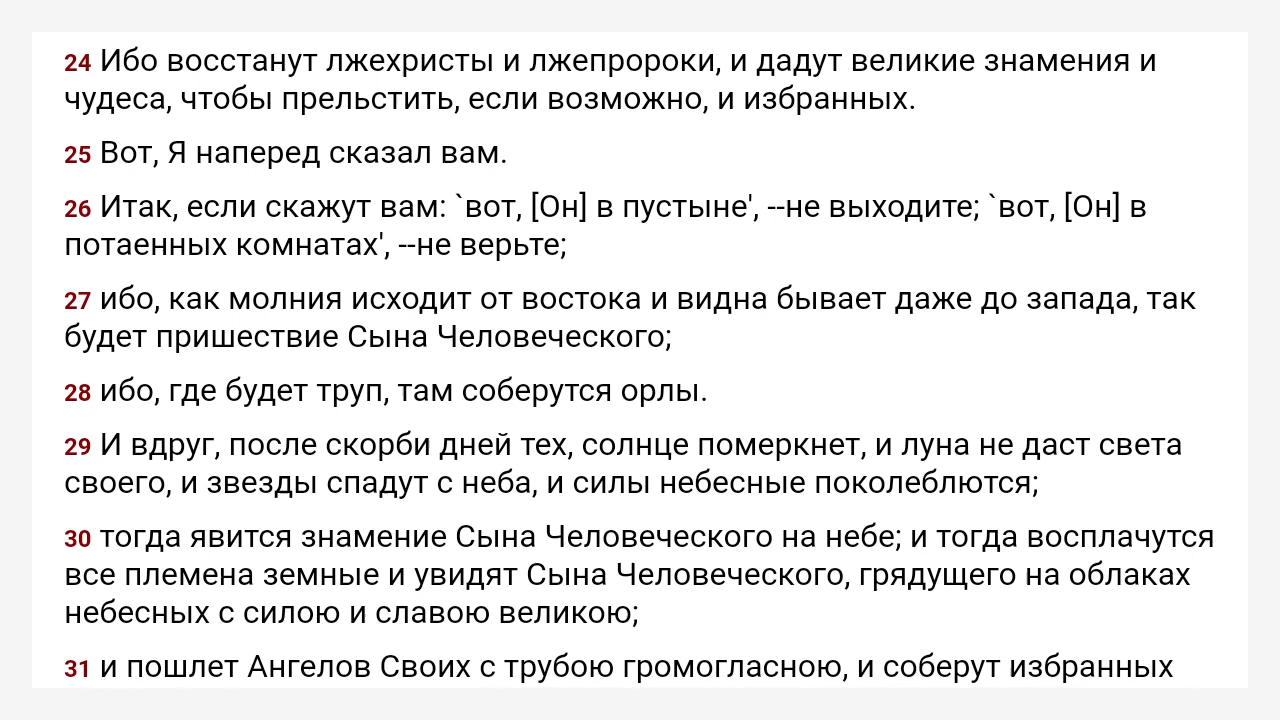 24 Ибо восстанут лжехристы и лжепророки, и дадут великие знамения и
чудеса, чтобы прельстить, если возможно, и избранных.
25 Вот, Я наперед сказал вам.
26 Итак, если скажут вам: `вот, [Он] в пустыне', --не выходите; `вот, [Он] в
потаенных комнатах', --не верьте;
27 ибо, как молния исходит от востока и видна бывает даже до запада, так
будет пришествие Сына Человеческого;
28 ибо, где будет труп, там соберутся орлы.
29 И вдруг, после скорби дней тех, солнце померкнет, и луна не даст света
своего, и звезды спадут с неба, и силы небесные поколеблются;
30 тогда явится знамение Сына Человеческого на небе; и тогда восплачутся
все племена земные и увидят Сына Человеческого, грядущего на облаках
небесных с силою и славою великою;
31 и пошлет Ангелов Своих с трубою громогласною, и соберут избранных